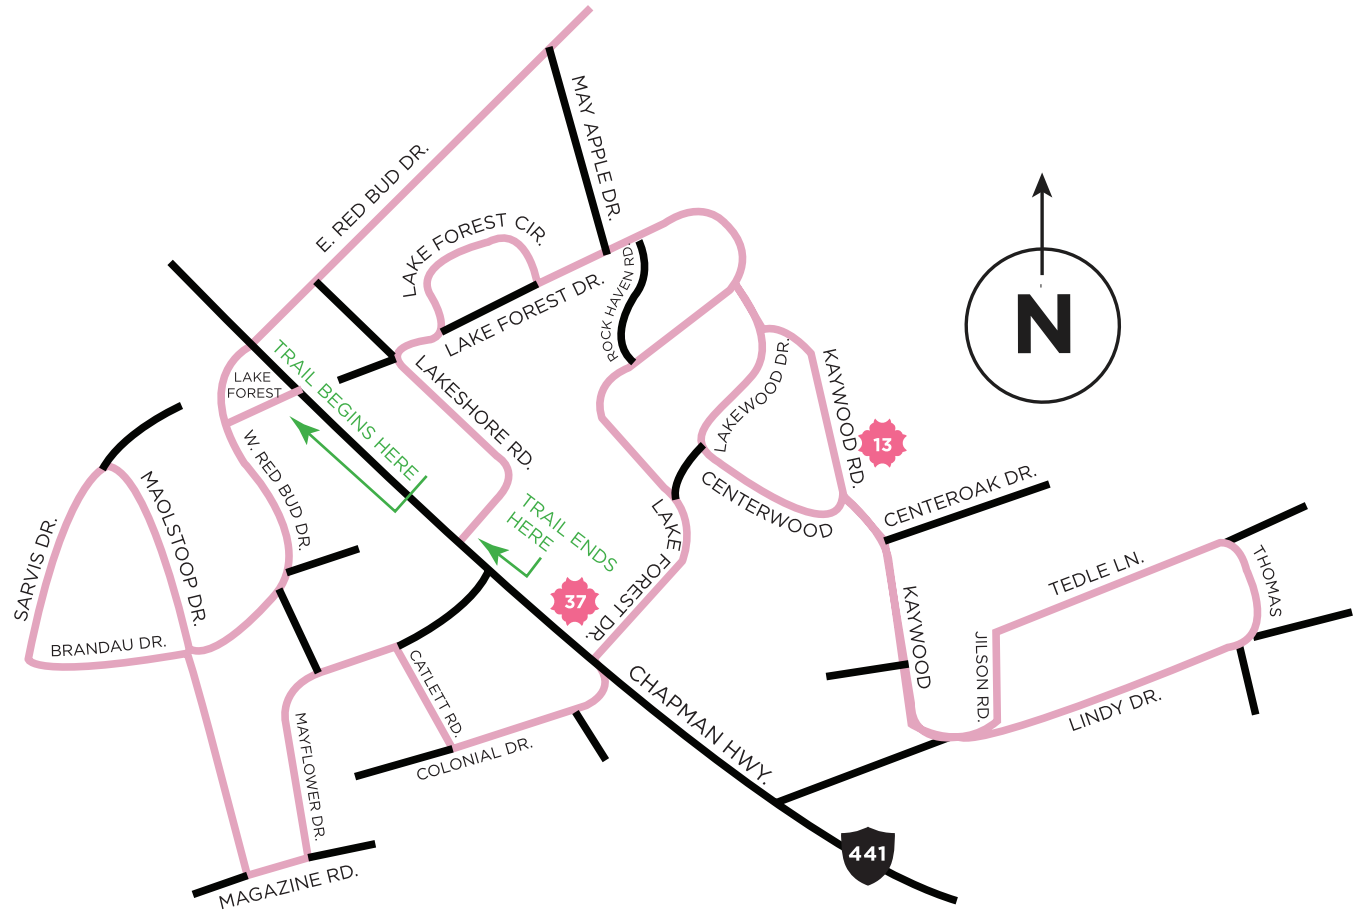 MAY APPLE DR.
E. RED BUD DR.
LAKE FOREST CIR.
LAKE FOREST DR.
ROCK HAVEN RD.
N
TRAIL BEGINS HERE
LAKE
FOREST
LAKESHORE RD.
LAKEWOOD DR.
KAYWOOD RD.
13
W. RED BUD DR.
MAOLSTOOP DR.
SARVIS DR.
BRANDAU DR.
CENTERWOOD
CENTEROAK DR.
TRAIL ENDS
HERE
LAKE FOREST DR.
37
TEDLE LN.
THOMAS
KAYWOOD
JILSON RD.
LINDY DR.
CATLETT RD.
CHAPMAN HWY.
MAYFLOWER DR.
COLONIAL DR.
441
MAGAZINE RD.